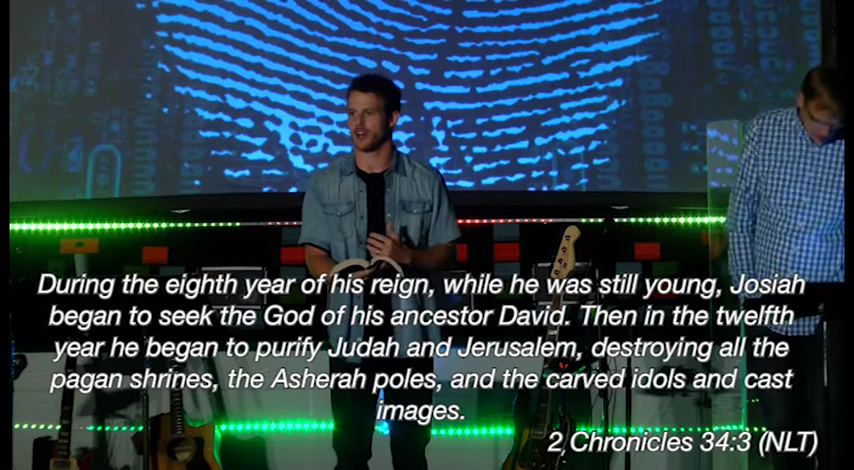 During the eighth year of his reign, while he was still young, Josiah
began to seek the God of his ancestor David. Then in the twelfth
year he began to purify Judah and Jerusalem, destroying all the
pagan shrines, the Asherah poles, and the carved idols and cast
images.
2 Chronicles 34:3 (NLT)